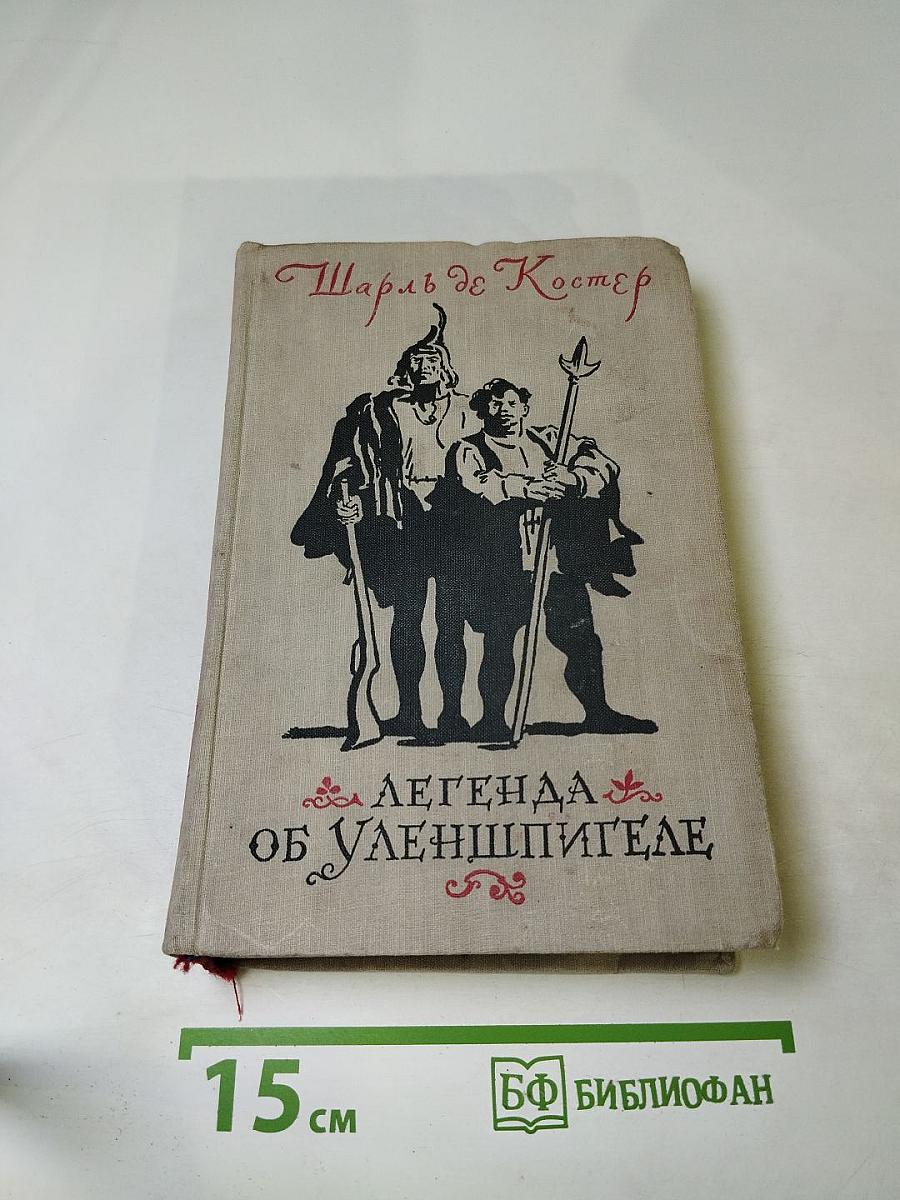 Шарль де Костер
ЛЕГЕНДА
ОБ УЛЕНШПИГЕЛЕ
15 см
БФ БИБЛИОФАН